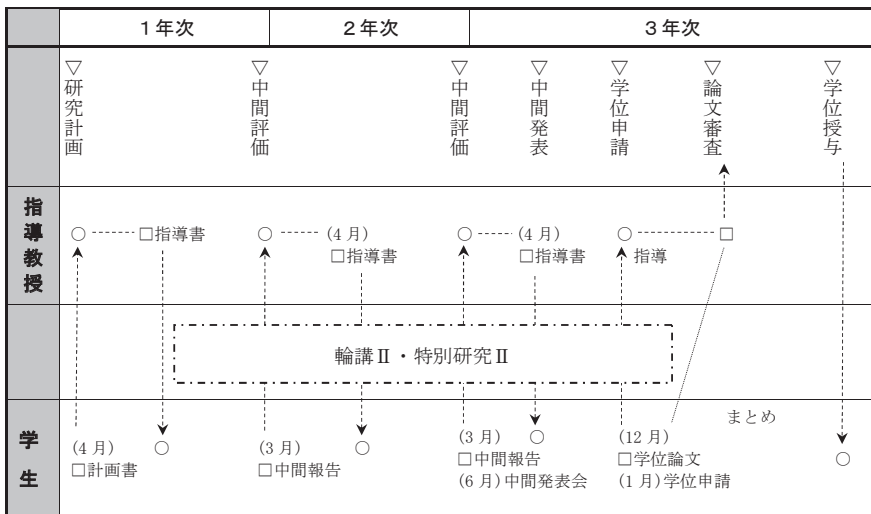 1年次 2年次 3年次
▽研究計画
▽中間評価
▽中間評価
▽中間発表
▽学位申請
▽論文審査
▽学位授与
指導教授
○ □指導書
○ (4月)
□指導書
○ (4月)
□指導書
○ □
指導
輪講Ⅱ・特別研究Ⅱ
学生
(4月)
□計画書
○
(3月)
□中間報告
○
(3月)
□中間報告
(6月)中間発表会
○
(12月)
□学位論文
(1月)学位申請
まとめ
○